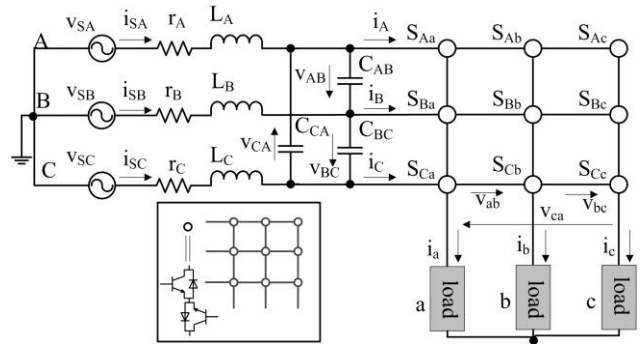 A v_SA i_SA r_A L_A i_A S_Aa S_Ab S_Ac
v_AB C_AB
B v_SB i_SB r_B L_B i_B S_Ba S_Bb S_Bc
v_CA C_CA C_BC
C v_SC i_SC r_C L_C v_BC i_C S_Ca S_Cb S_Cc
v_ab v_bc
v_ca
i_a i_b i_c
a load b load c load